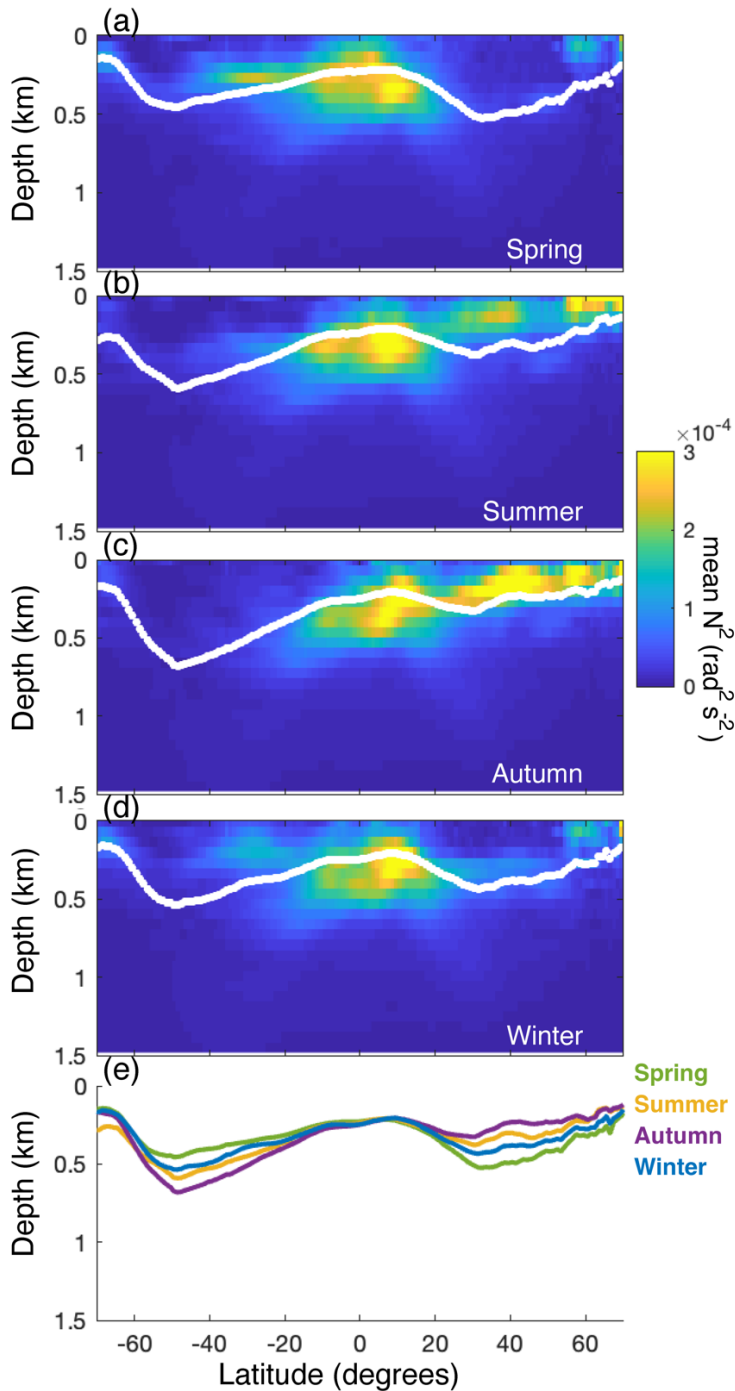 (a)
0
0.5
1
1.5
Depth (km)
Spring
(b)
0
0.5
1
1.5
Depth (km)
Summer
×10⁻⁴
3
2
1
0
mean N² (rad² s⁻²)
(c)
0
0.5
1
1.5
Depth (km)
Autumn
(d)
0
0.5
1
1.5
Depth (km)
Winter
(e)
0
0.5
1
1.5
Depth (km)
Spring
Summer
Autumn
Winter
-60 -40 -20 0 20 40 60
Latitude (degrees)